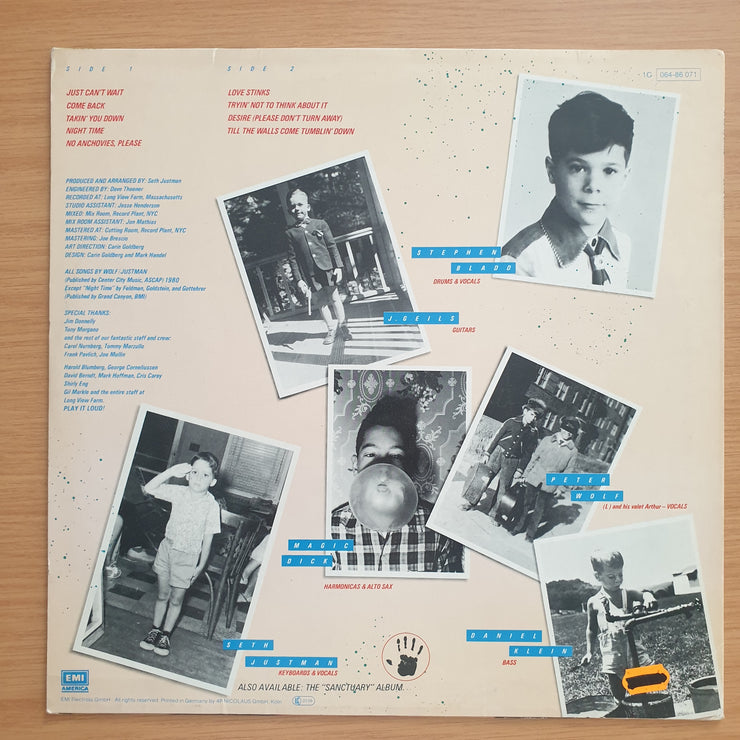 SIDE 1
JUST CAN'T WAIT
COME BACK
TAKIN' YOU DOWN
NIGHT TIME
NO ANCHOVIES, PLEASE
SIDE 2
LOVE STINKS
TRYIN' NOT TO THINK ABOUT IT
DESIRE (PLEASE DON'T TURN AWAY)
TILL THE WALLS COME TUMBLIN' DOWN
1C 064-86 071
PRODUCED AND ARRANGED BY: Seth Justman
ENGINEERED BY: Dave Thoener
RECORDED AT: Long View Farm, Massachusetts
STUDIO ASSISTANT: Jesse Henderson
MIXED: Mix Room, Record Plant, NYC
MIX ROOM ASSISTANT: Jon Mathias
MASTERED AT: Cutting Room, Record Plant, NYC
MASTERING: Joe Brescio
ART DIRECTION: Carin Goldberg
DESIGN: Carin Goldberg and Mark Handel
ALL SONGS BY WOLF/JUSTMAN
(Published by Center City Music, ASCAP) 1980
Except "Night Time" by Feldman, Goldstein, and Gottehrer
(Published by Grand Canyon, BMI)
SPECIAL THANKS:
Jim Donnelly
Tony Morgano
and the rest of our fantastic staff and crew:
Carol Nurnberg, Tommy Marzullo
Frank Pavlich, Joe Mullin
Harold Blumberg, George Corneliussen
David Berndt, Mark Hoffman, Cris Carey
Shirly Eng
Gil Markle and the entire staff at
Long View Farm.
PLAY IT LOUD!
STEPHEN
BLADD
DRUMS & VOCALS
J. GEILS
GUITARS
PETER
WOLF
(L) and his valet Arthur – VOCALS
MAGIC
DICK
HARMONICAS & ALTO SAX
DANIEL
KLEIN
BASS
SETH
JUSTMAN
KEYBOARDS & VOCALS
ALSO AVAILABLE: THE "SANCTUARY" ALBUM.
EMI
AMERICA
EMI Electrola GmbH · All rights reserved. Printed in Germany by 4P NICOLAUS GmbH, Köln